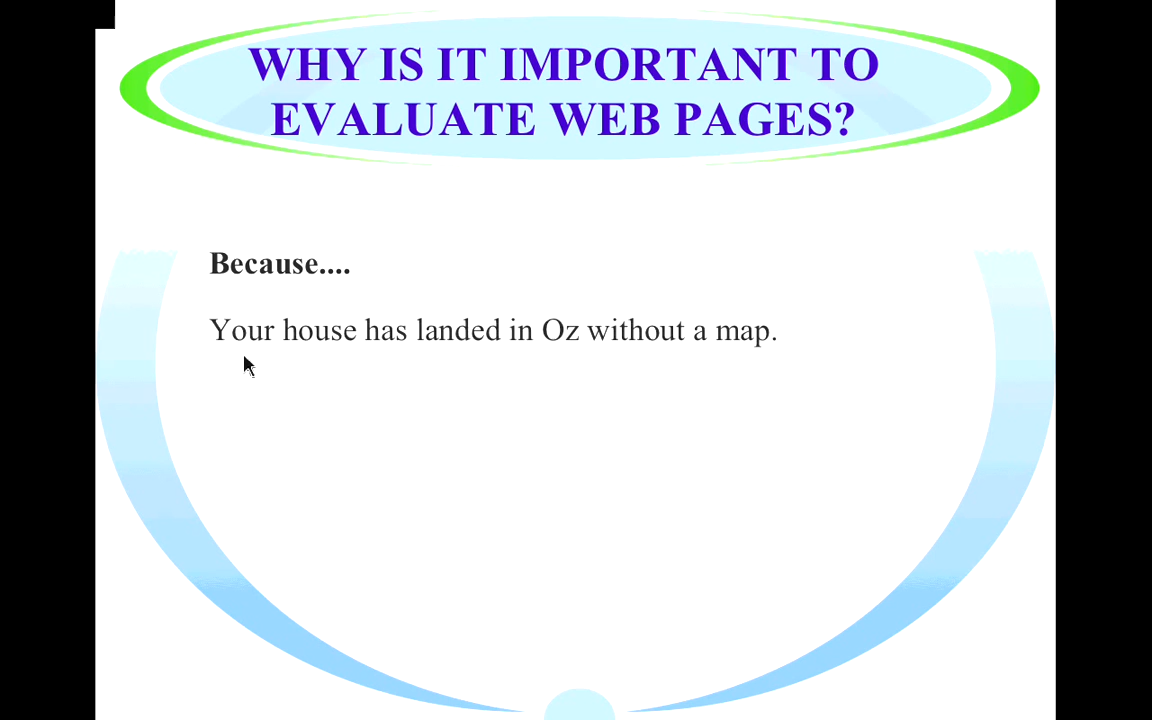 WHY IS IT IMPORTANT TO
EVALUATE WEB PAGES?
Because....
Your house has landed in Oz without a map.